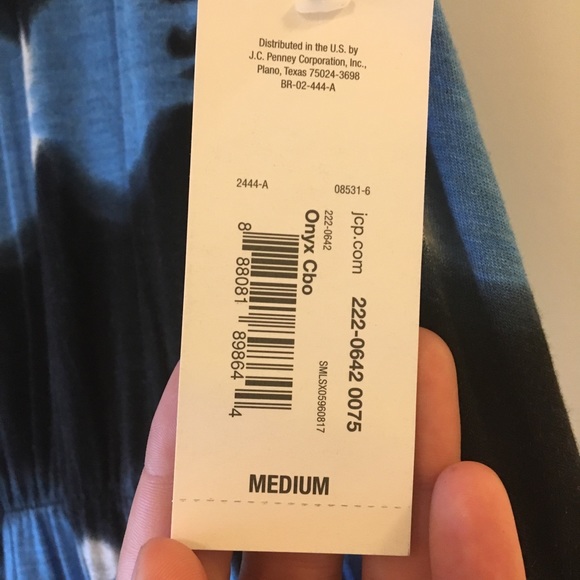 Distributed in the U.S. by
J.C. Penney Corporation, Inc.,
Plano, Texas 75024-3698
BR-02-444-A
2444-A 08531-6
jcp.com 222-0642 0075
222-0642 SMLSX05960817
Onyx Cbo
8 88081 89864 4
MEDIUM